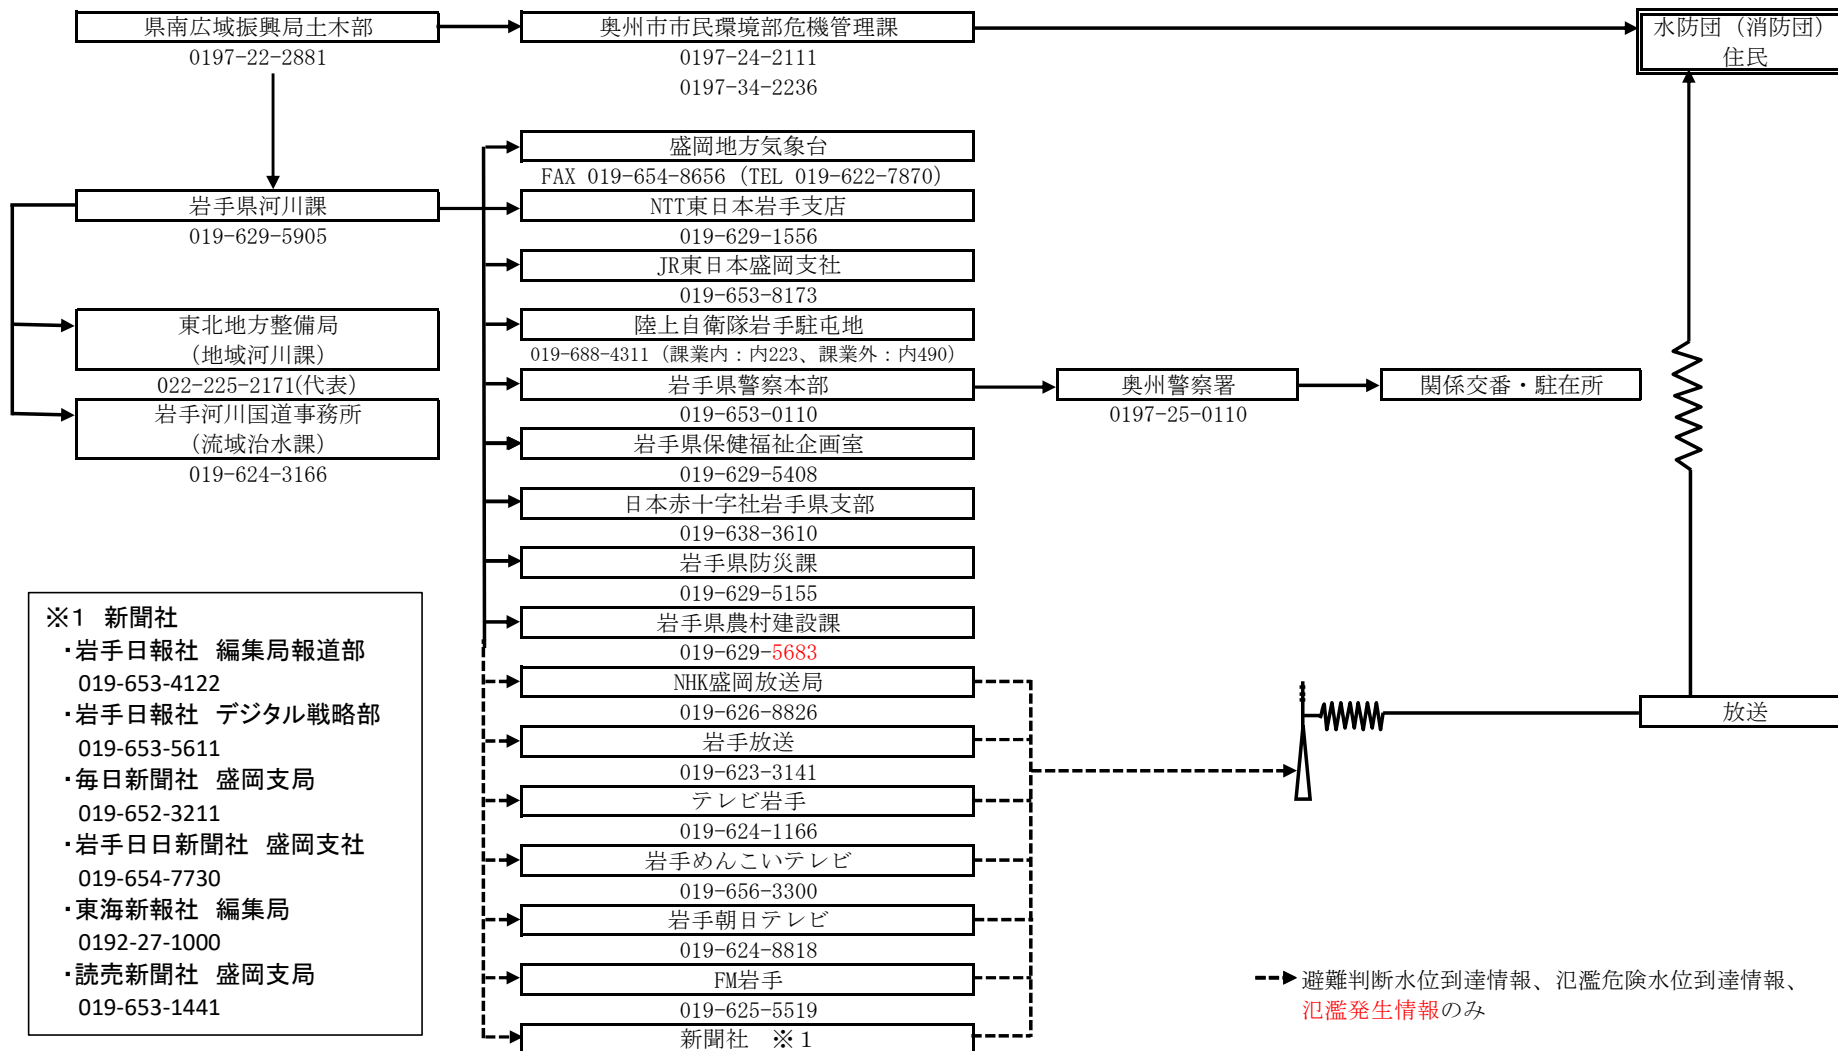 県南広域振興局土木部
0197-22-2881
奥州市市民環境部危機管理課
0197-24-2111
0197-34-2236
水防団（消防団）
住民
岩手県河川課
019-629-5905
東北地方整備局
（地域河川課）
022-225-2171(代表)
岩手河川国道事務所
（流域治水課）
019-624-3166
盛岡地方気象台
FAX 019-654-8656（TEL 019-622-7870）
NTT東日本岩手支店
019-629-1556
JR東日本盛岡支社
019-653-8173
陸上自衛隊岩手駐屯地
019-688-4311（課業内：内223、課業外：内490）
岩手県警察本部
019-653-0110
奥州警察署
0197-25-0110
関係交番・駐在所
岩手県保健福祉企画室
019-629-5408
日本赤十字社岩手県支部
019-638-3610
岩手県防災課
019-629-5155
岩手県農村建設課
019-629-5683
NHK盛岡放送局
019-626-8826
岩手放送
019-623-3141
テレビ岩手
019-624-1166
岩手めんこいテレビ
019-656-3300
岩手朝日テレビ
019-624-8818
FM岩手
019-625-5519
新聞社　※１
放送
※1　新聞社
・岩手日報社　編集局報道部
019-653-4122
・岩手日報社　デジタル戦略部
019-653-5611
・毎日新聞社　盛岡支局
019-652-3211
・岩手日日新聞社　盛岡支社
019-654-7730
・東海新報社　編集局
0192-27-1000
・読売新聞社　盛岡支局
019-653-1441
避難判断水位到達情報、氾濫危険水位到達情報、
氾濫発生情報のみ